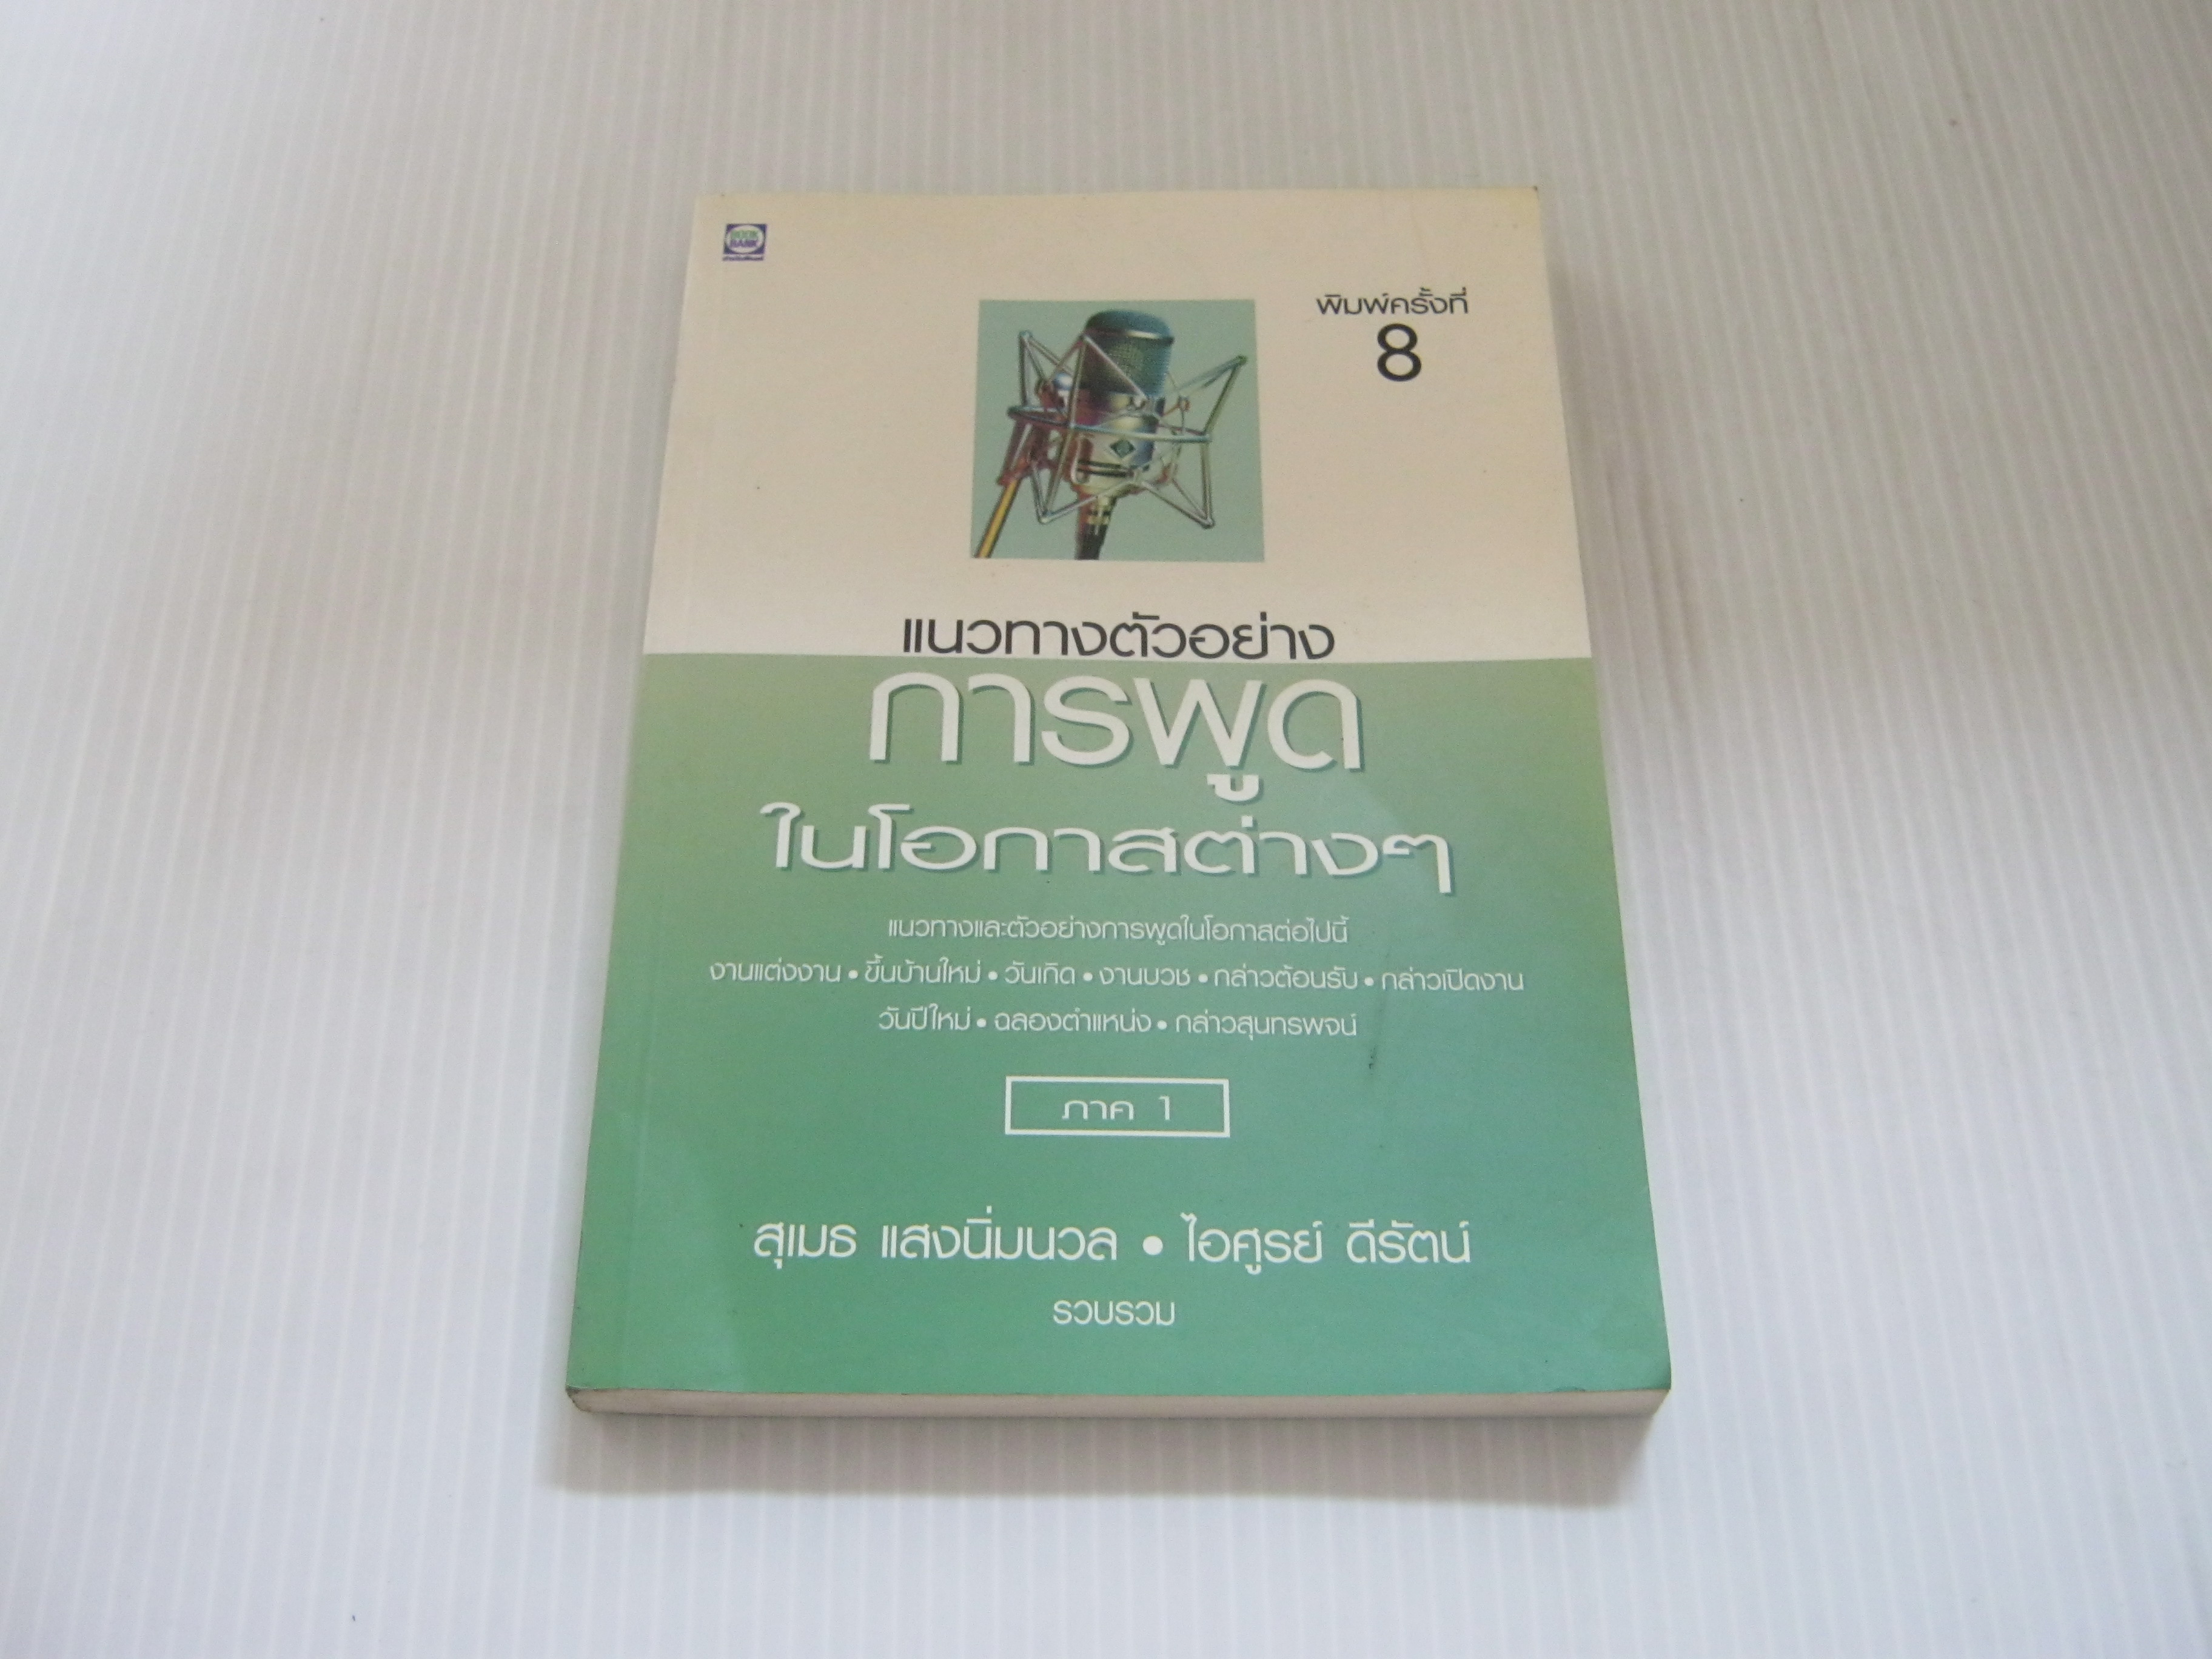 BOOK
BANK
พิมพ์ครั้งที่
8
แนวทางตัวอย่าง
การพูด
ในโอกาสต่างๆ
แนวทางและตัวอย่างการพูดในโอกาสต่อไปนี้
งานแต่งงาน • ขึ้นบ้านใหม่ • วันเกิด • งานบวช • กล่าวต้อนรับ • กล่าวเปิดงาน
วันปีใหม่ • ฉลองตำแหน่ง • กล่าวสุนทรพจน์
ภาค 1
สุเมธ แสงนิ่มนวล • ไอศูรย์ ดีรัตน์
รวบรวม